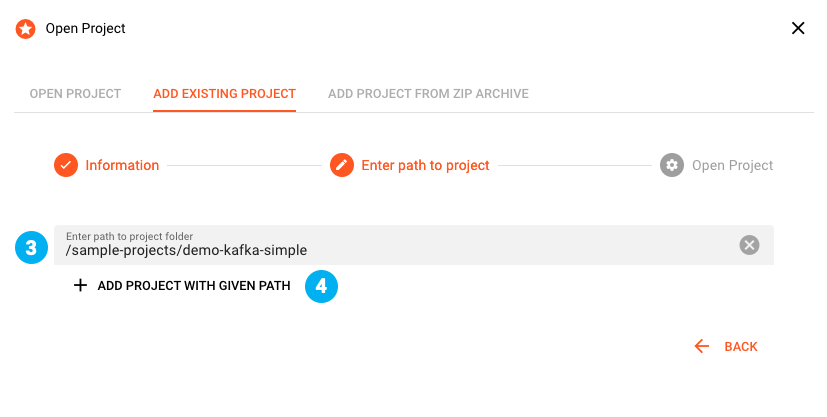 Open Project
OPEN PROJECT ADD EXISTING PROJECT ADD PROJECT FROM ZIP ARCHIVE
Information Enter path to project Open Project
3
Enter path to project folder
/sample-projects/demo-kafka-simple
ADD PROJECT WITH GIVEN PATH 4
BACK